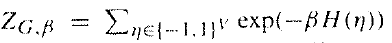 Z_{G,β} = ∑_{η∈{−1,1}^V} exp(−βH(η))